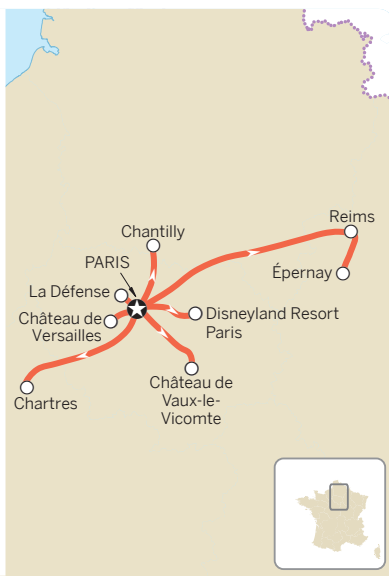 Reims
Chantilly
PARIS
Épernay
La Défense
Disneyland Resort
Paris
Château de
Versailles
Château de
Vaux-le-
Vicomte
Chartres